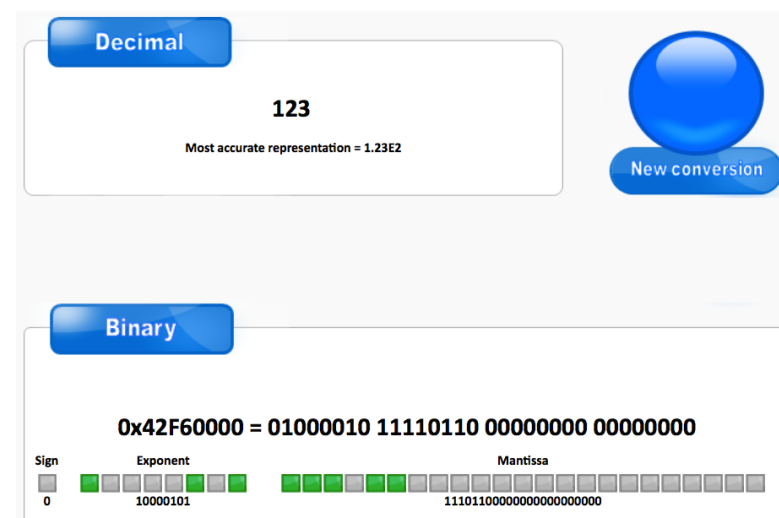 Decimal
123
Most accurate representation = 1.23E2
New conversion
Binary
0x42F60000 = 01000010 11110110 00000000 00000000
Sign Exponent Mantissa
0 10000101 11101100000000000000000